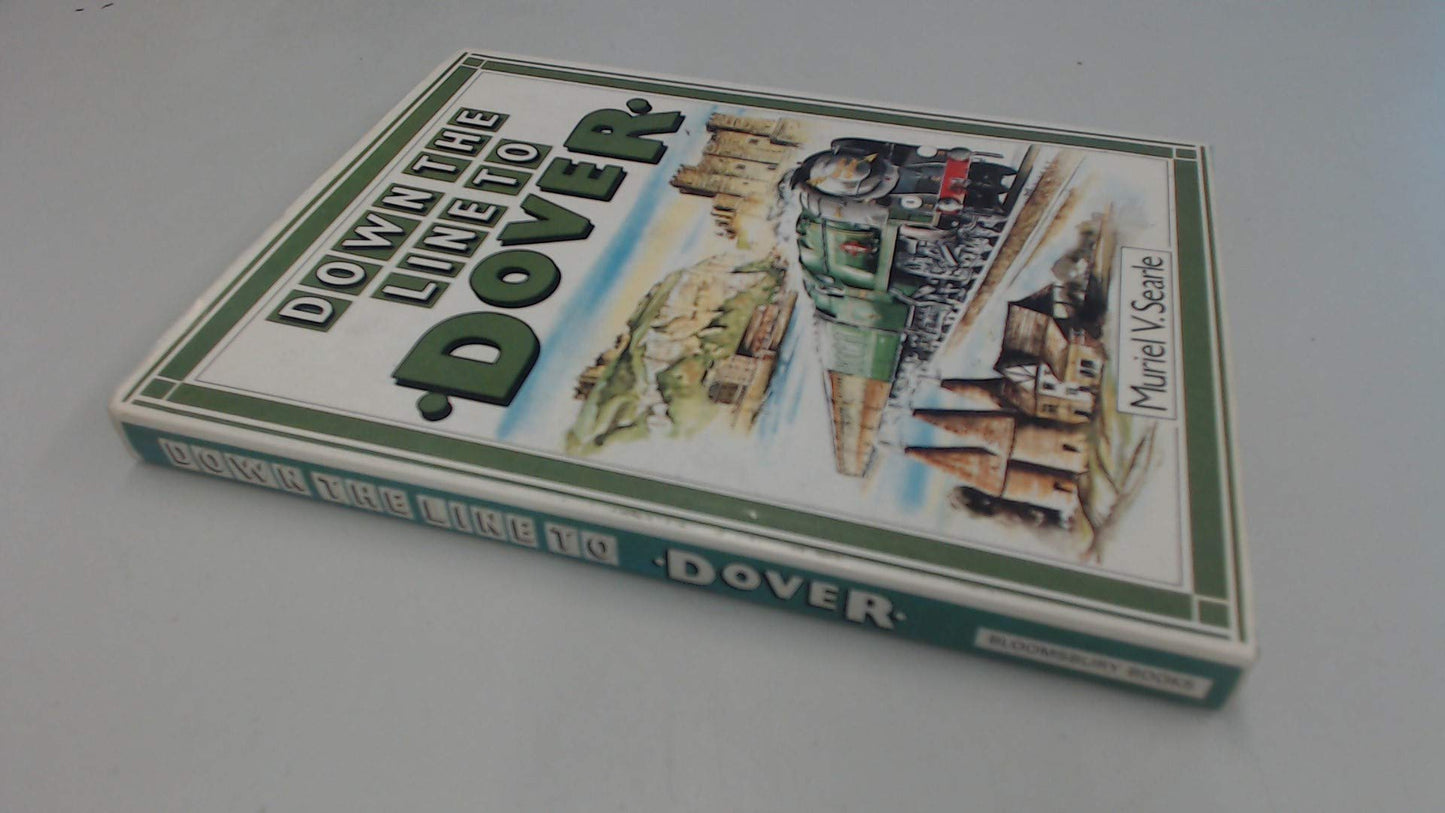 DOWN THE
LINE TO
·DOVER·
Muriel V. Searle
DOWN THE LINE TO ·DOVER· BLOOMSBURY BOOKS